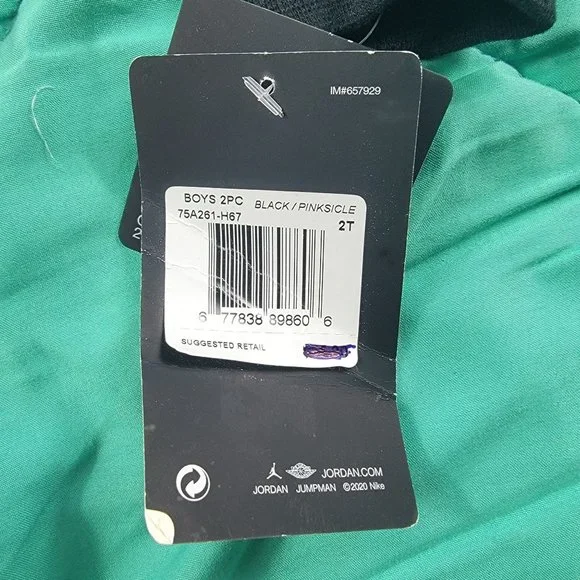 IM#657929
BOYS 2PC
75A261-H67
BLACK / PINKSICLE
2T
6 77838 89860 6
SUGGESTED RETAIL
JORDAN.COM
JORDAN JUMPMAN ©2020 Nike